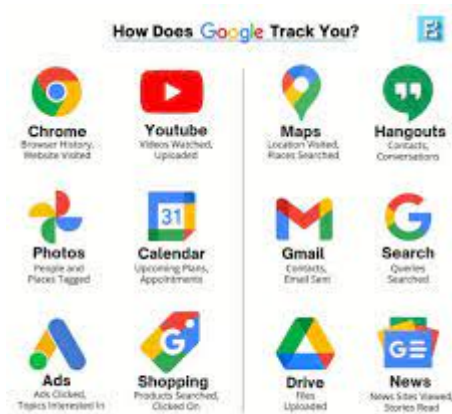 How Does Google Track You?
Chrome
Browser History,
Website Visited
Youtube
Videos Watched,
Uploaded
Maps
Location Visited,
Places Searched
Hangouts
Contacts,
Conversations
Photos
People and
Places Tagged
31
Calendar
Upcoming Plans,
Appointments
Gmail
Contacts,
Email Sent
Search
Queries
Searched
Ads
Ads Clicked,
Topics Interested In
G
Shopping
Products Searched,
Clicked On
Drive
Files
Uploaded
GE
News
News Sites Viewed,
Stories Read